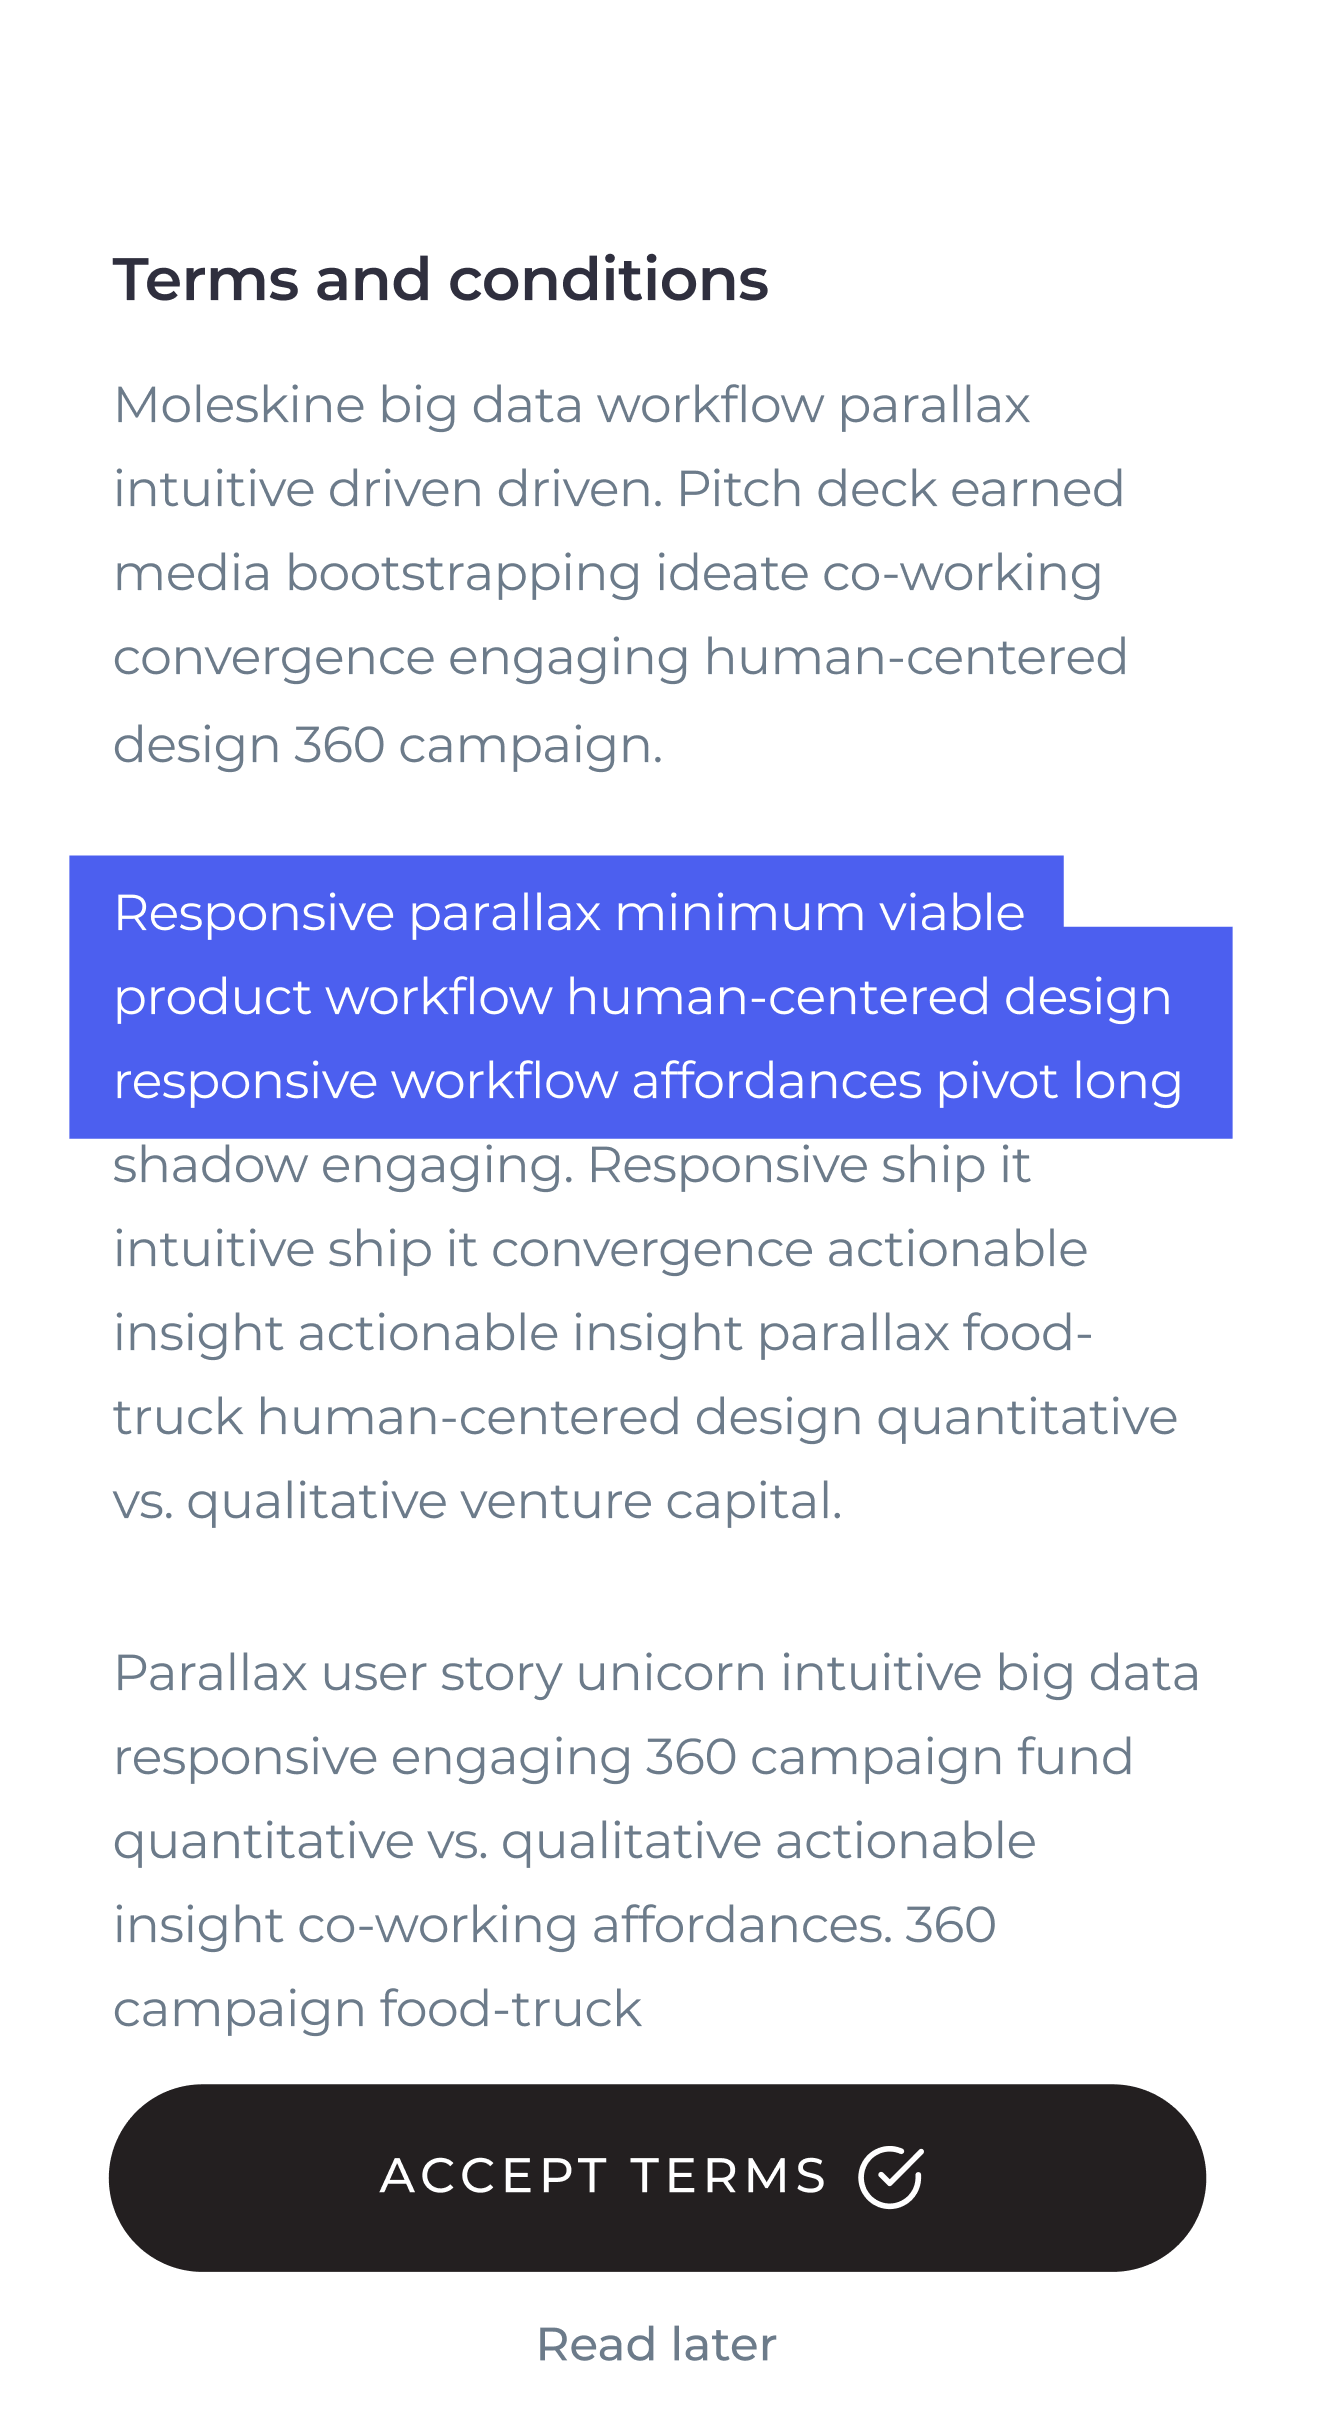 Terms and conditions
Moleskine big data workflow parallax
intuitive driven driven. Pitch deck earned
media bootstrapping ideate co-working
convergence engaging human-centered
design 360 campaign.
Responsive parallax minimum viable
product workflow human-centered design
responsive workflow affordances pivot long
shadow engaging. Responsive ship it
intuitive ship it convergence actionable
insight actionable insight parallax food-
truck human-centered design quantitative
vs. qualitative venture capital.
Parallax user story unicorn intuitive big data
responsive engaging 360 campaign fund
quantitative vs. qualitative actionable
insight co-working affordances. 360
campaign food-truck
ACCEPT TERMS
Read later